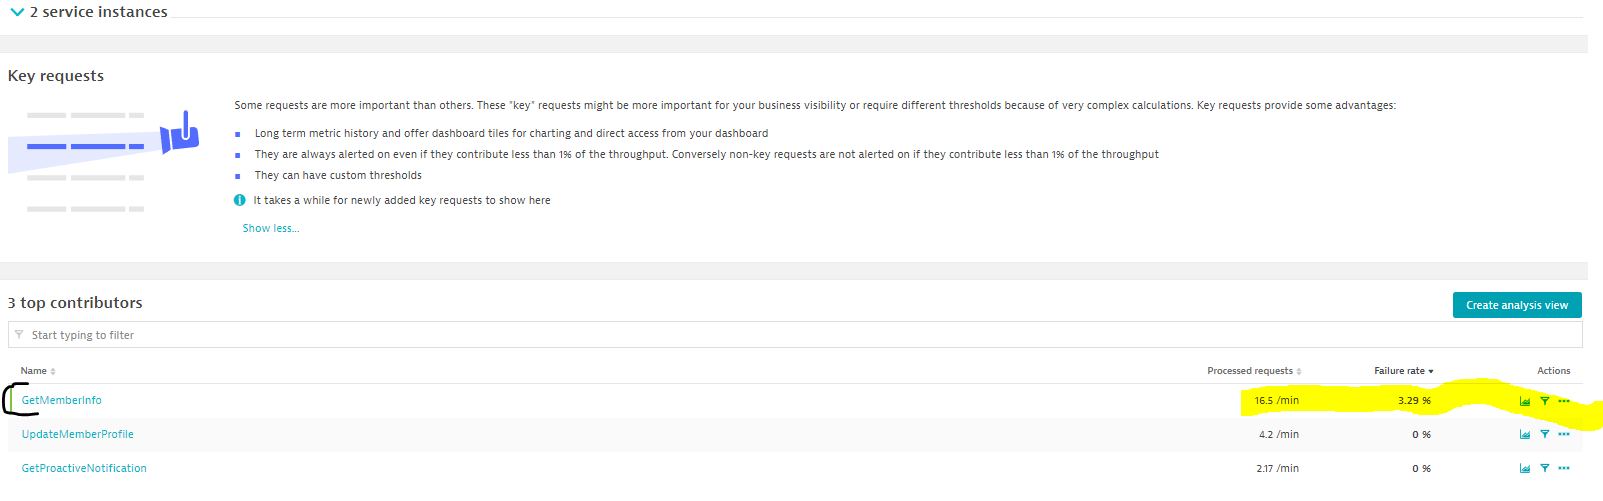 2 service instances
Key requests
Some requests are more important than others. These "key" requests might be more important for your business visibility or require different thresholds because of very complex calculations. Key requests provide some advantages:
Long term metric history and offer dashboard tiles for charting and direct access from your dashboard
They are always alerted on even if they contribute less than 1% of the throughput. Conversely non-key requests are not alerted on if they contribute less than 1% of the throughput
They can have custom thresholds
It takes a while for newly added key requests to show here
Show less...
3 top contributors
Create analysis view
Start typing to filter
Name Processed requests Failure rate Actions
GetMemberInfo 16.5 /min 3.29 %
UpdateMemberProfile 4.2 /min 0 %
GetProactiveNotification 2.17 /min 0 %